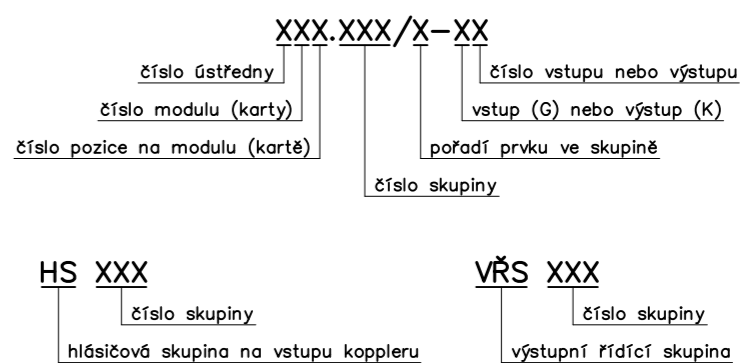 XXX.XXX/X-XX
číslo ústředny
číslo vstupu nebo výstupu
číslo modulu (karty)
vstup (G) nebo výstup (K)
číslo pozice na modulu (kartě)
pořadí prvku ve skupině
číslo skupiny
HS XXX
VŘS XXX
číslo skupiny
číslo skupiny
hlásičová skupina na vstupu koppleru
výstupní řídící skupina